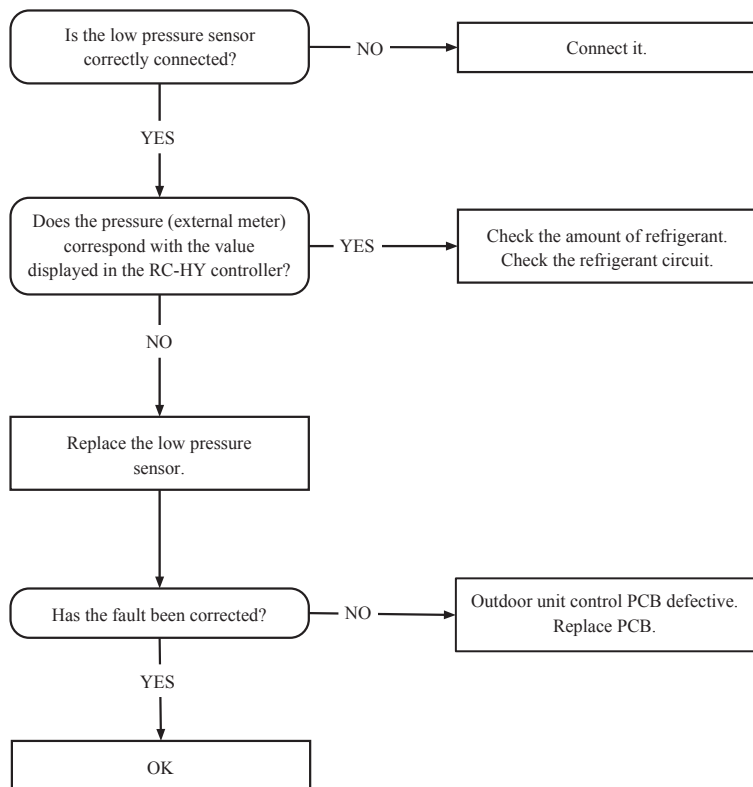 Is the low pressure sensor
correctly connected?
NO
Connect it.
YES
Does the pressure (external meter)
correspond with the value
displayed in the RC-HY controller?
YES
Check the amount of refrigerant.
Check the refrigerant circuit.
NO
Replace the low pressure
sensor.
Has the fault been corrected?
NO
Outdoor unit control PCB defective.
Replace PCB.
YES
OK